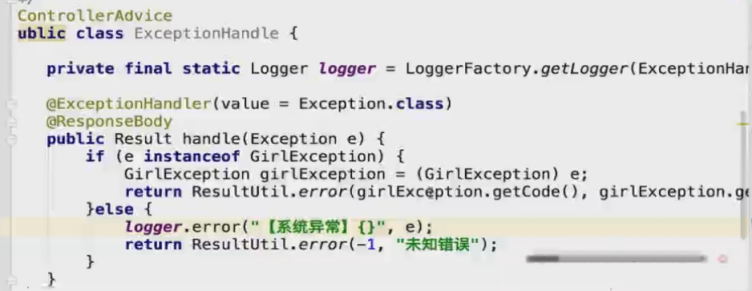 ControllerAdvice
ublic class ExceptionHandle {
private final static Logger logger = LoggerFactory.getLogger(ExceptionHan
@ExceptionHandler(value = Exception.class)
@ResponseBody
public Result handle(Exception e) {
if (e instanceof GirlException) {
GirlException girlException = (GirlException) e;
return ResultUtil.error(girlException.getCode(), girlException.ge
}else {
logger.error("【系统异常】{}", e);
return ResultUtil.error(-1, "未知错误");
}
}